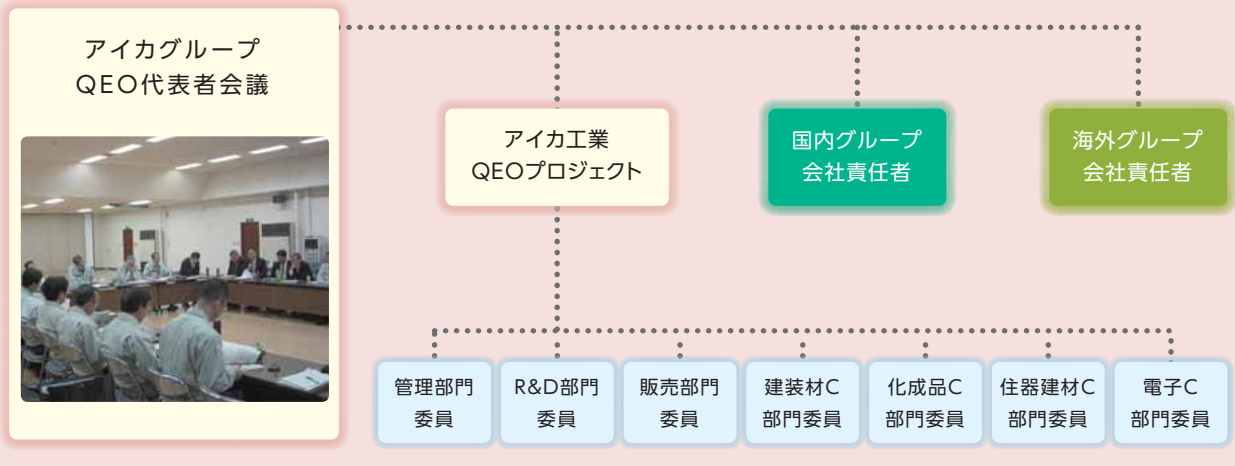 アイカグループ
QEO代表者会議
アイカ工業
QEOプロジェクト
国内グループ
会社責任者
海外グループ
会社責任者
管理部門
委員
R&D部門
委員
販売部門
委員
建装材C
部門委員
化成品C
部門委員
住器建材C
部門委員
電子C
部門委員